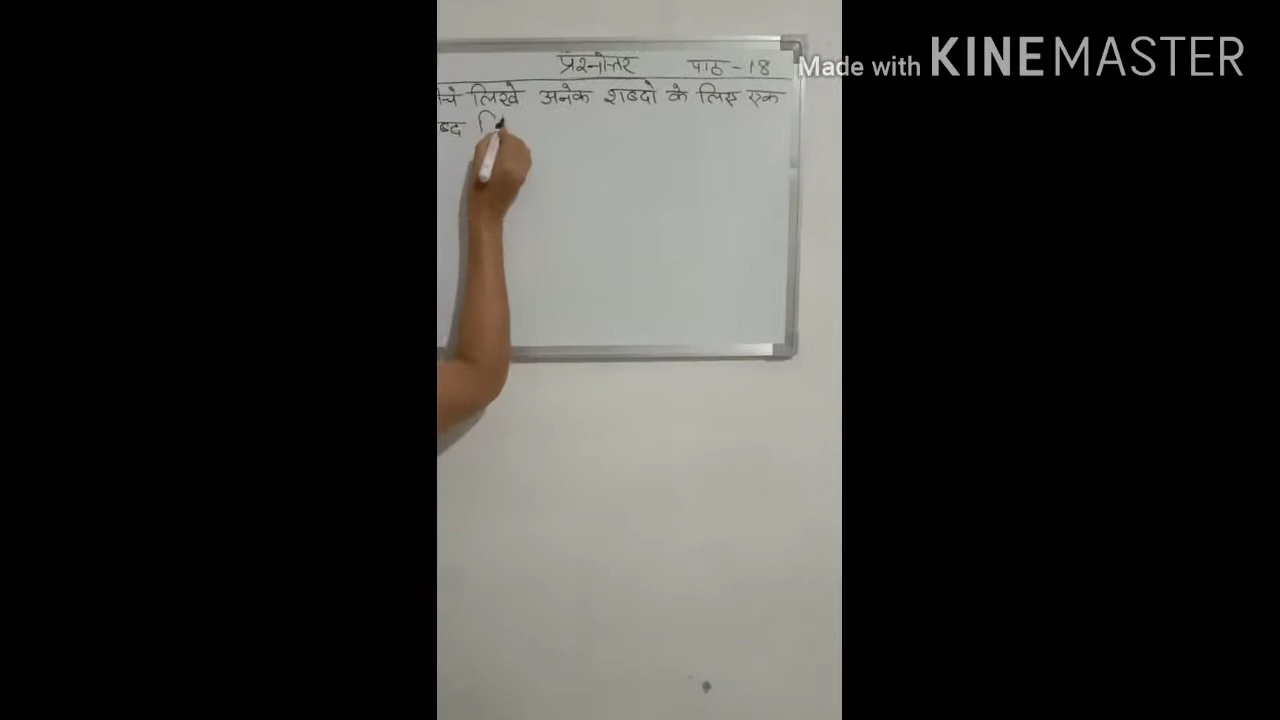 प्रश्नोत्तर पाठ - 18
Made with KINEMASTER
लिखे अनेक शब्दो के लिए एक